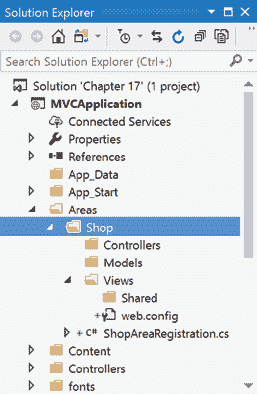 Solution Explorer
Search Solution Explorer (Ctrl+;)
Solution 'Chapter 17' (1 project)
MVCApplication
Connected Services
Properties
References
App_Data
App_Start
Areas
Shop
Controllers
Models
Views
Shared
web.config
C# ShopAreaRegistration.cs
Content
Controllers
fonts